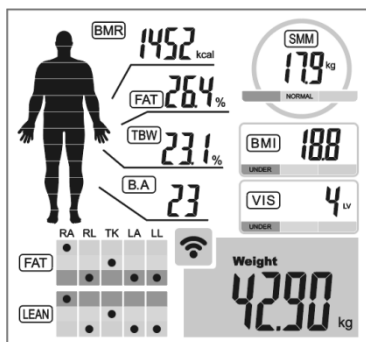 BMR 1452 kcal
FAT 26.4 %
TBW 23.1 %
B.A 23
SMM
17.9 kg
NORMAL
BMI 18.8
UNDER
VIS 4 LV
UNDER
RA RL TK LA LL
FAT
LEAN
Weight
42.90 kg